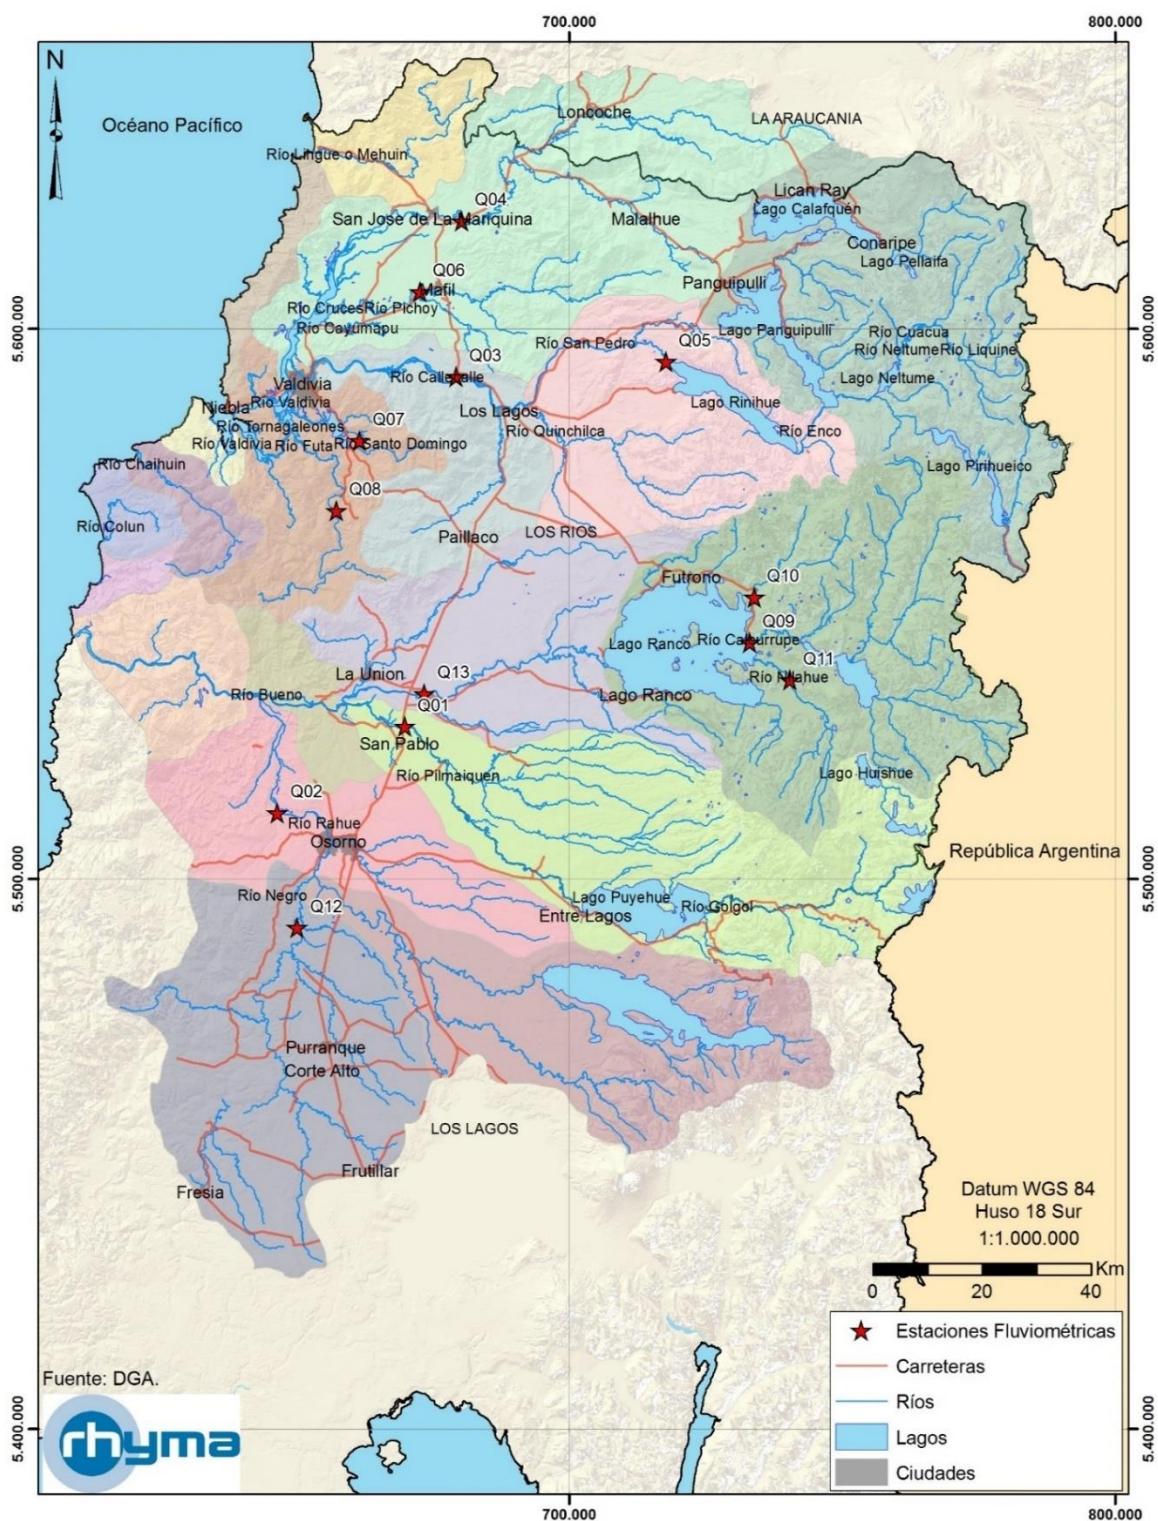 700.000
800.000
N
Océano Pacífico
Loncoche
LA ARAUCANIA
Río Lingue o Mehuin
Lican Ray
Q04
Lago Calafquén
San Jose de La Mariquina
Malalhue
Conaripe
Lago Pellaifa
Q06
Mafil
Panguipulli
Río Cruces
Río Pichoy
5.600.000
5.600.000
Río Cayumapu
Lago Panguipulli
Río Cuacua
Río San Pedro
Q05
Río Neltume
Río Liquine
Q03
Río Callecalle
Lago Neltume
Valdivia
Río Valdivia
Niebla
Los Lagos
Lago Rinihue
Río Tornagaleones
Q07
Río Quinchilca
Río Enco
Río Valdivia
Río Futa
Río Santo Domingo
Río Chaihuin
Lago Pirihueico
Q08
Río Colun
Paillaco
LOS RIOS
Futrono
Q10
Q09
Lago Ranco
Río Calcurrupe
Q11
La Union
Q13
Río Nilahue
Río Bueno
Lago Ranco
Q01
San Pablo
Río Pilmaiquen
Lago Huishue
Q02
Río Rahue
Osorno
República Argentina
5.500.000
5.500.000
Río Negro
Lago Puyehue
Río Golgol
Q12
Entre Lagos
Purranque
Corte Alto
LOS LAGOS
Frutillar
Fresia
Datum WGS 84
Huso 18 Sur
1:1.000.000
Km
0 20 40
Estaciones Fluviométricas
Carreteras
Ríos
Lagos
Ciudades
Fuente: DGA.
rhyma
5.400.000
5.400.000
700.000
800.000